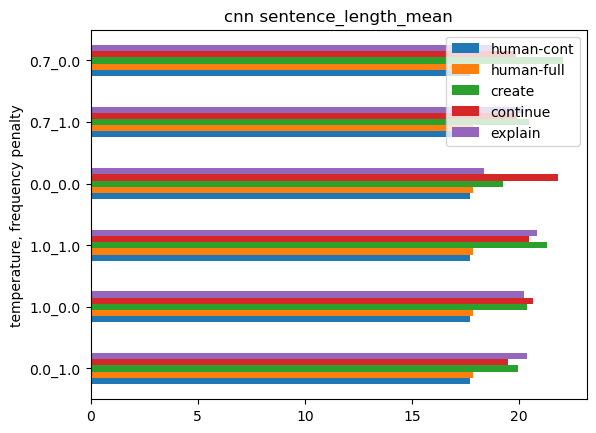 cnn sentence_length_mean
human-cont
human-full
create
continue
explain
temperature, frequency penalty
0.7_0.0
0.7_1.0
0.0_0.0
1.0_1.0
1.0_0.0
0.0_1.0
0
5
10
15
20